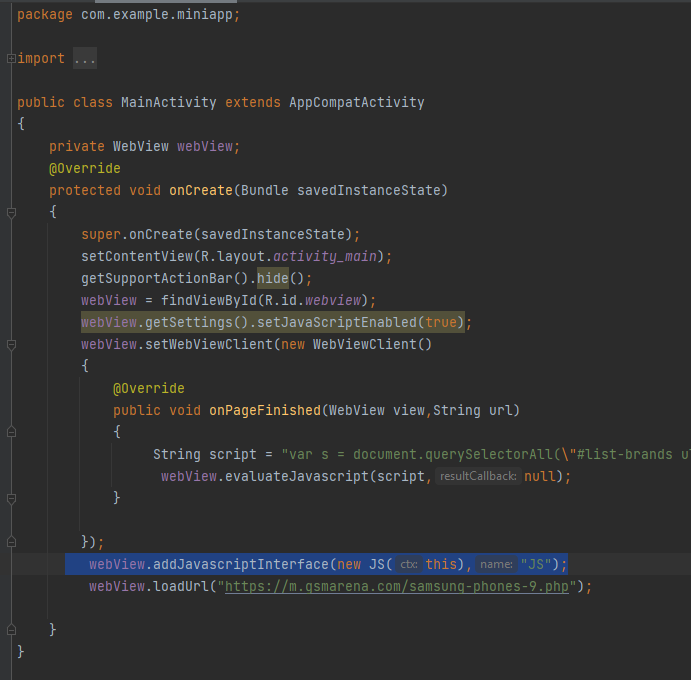 package com.example.miniapp;
import ...
public class MainActivity extends AppCompatActivity
{
private WebView webView;
@Override
protected void onCreate(Bundle savedInstanceState)
{
super.onCreate(savedInstanceState);
setContentView(R.layout.activity_main);
getSupportActionBar().hide();
webView = findViewById(R.id.webview);
webView.getSettings().setJavaScriptEnabled(true);
webView.setWebViewClient(new WebViewClient()
{
@Override
public void onPageFinished(WebView view,String url)
{
String script = "var s = document.querySelectorAll(\"#list-brands ul
webView.evaluateJavascript(script, resultCallback: null);
}
});
webView.addJavascriptInterface(new JS( ctx: this), name: "JS");
webView.loadUrl("https://m.gsmarena.com/samsung-phones-9.php");
}
}